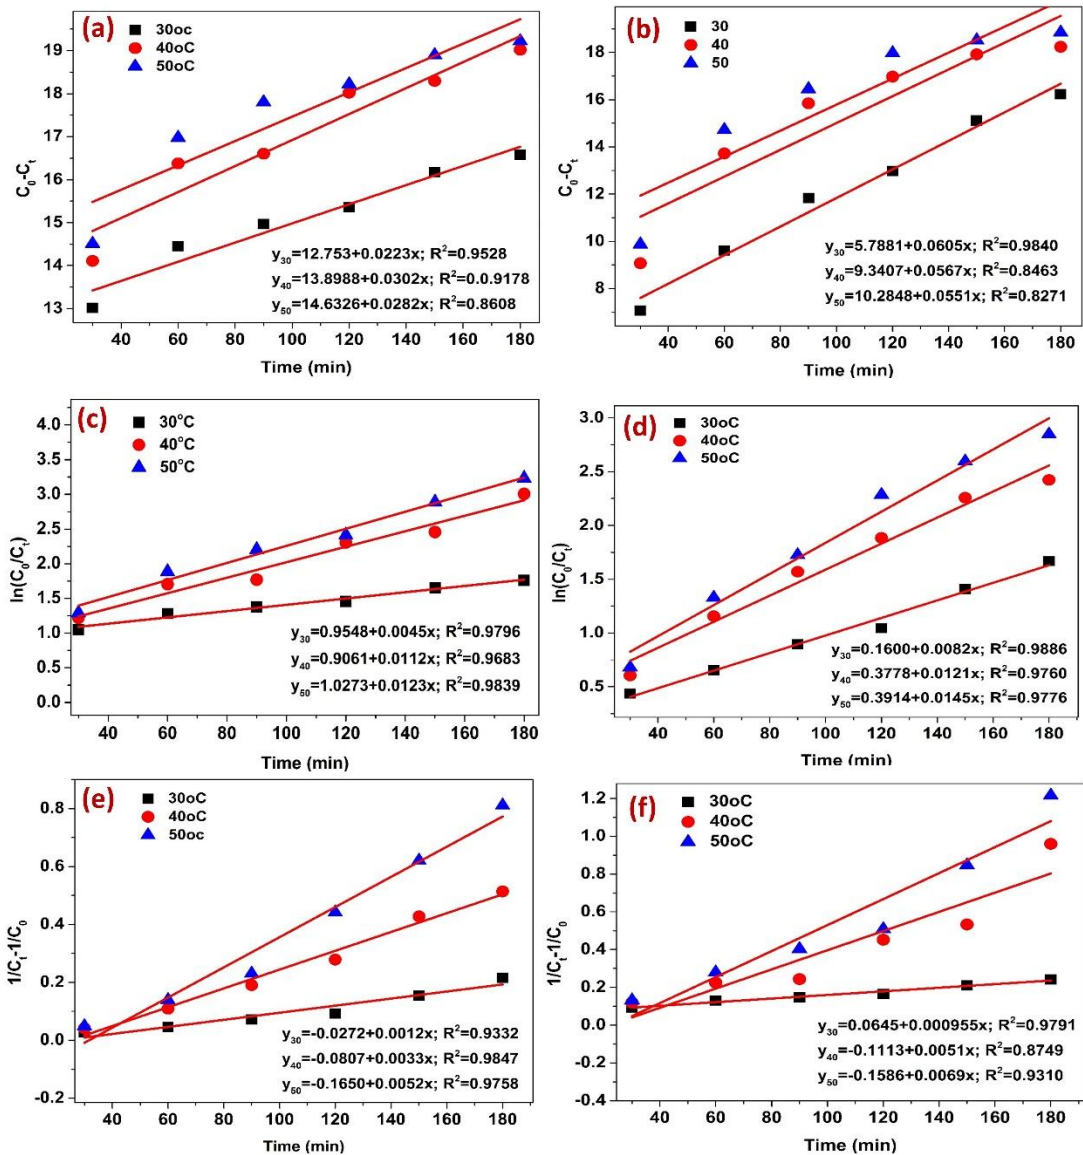 (a)
30oc
40oC
50oC
C₀-Cₜ
19
18
17
16
15
14
13
y₃₀=12.753+0.0223x; R²=0.9528
y₄₀=13.8988+0.0302x; R²=0.0.9178
y₅₀=14.6326+0.0282x; R²=0.8608
40 60 80 100 120 140 160 180
Time (min)
(b)
30
40
50
C₀-Cₜ
18
16
14
12
10
8
y₃₀=5.7881+0.0605x; R²=0.9840
y₄₀=9.3407+0.0567x; R²=0.8463
y₅₀=10.2848+0.0551x; R²=0.8271
40 60 80 100 120 140 160 180
Time (min)
(c)
30°C
40°C
50°C
ln(C₀/Cₜ)
4.0
3.5
3.0
2.5
2.0
1.5
1.0
0.5
0.0
y₃₀=0.9548+0.0045x; R²=0.9796
y₄₀=0.9061+0.0112x; R²=0.9683
y₅₀=1.0273+0.0123x; R²=0.9839
40 60 80 100 120 140 160 180
Time (min)
(d)
30oC
40oC
50oC
ln(C₀/Cₜ)
3.0
2.5
2.0
1.5
1.0
0.5
y₃₀=0.1600+0.0082x; R²=0.9886
y₄₀=0.3778+0.0121x; R²=0.9760
y₅₀=0.3914+0.0145x; R²=0.9776
40 60 80 100 120 140 160 180
Time (min)
(e)
30oC
40oC
50oc
1/Cₜ-1/C₀
0.8
0.6
0.4
0.2
0.0
-0.2
y₃₀=-0.0272+0.0012x; R²=0.9332
y₄₀=-0.0807+0.0033x; R²=0.9847
y₅₀=-0.1650+0.0052x; R²=0.9758
40 60 80 100 120 140 160 180
Time (min)
(f)
30oC
40oC
50oC
1/Cₜ-1/C₀
1.2
1.0
0.8
0.6
0.4
0.2
0.0
-0.2
-0.4
y₃₀=0.0645+0.000955x; R²=0.9791
y₄₀=-0.1113+0.0051x; R²=0.8749
y₅₀=-0.1586+0.0069x; R²=0.9310
40 60 80 100 120 140 160 180
Time (min)